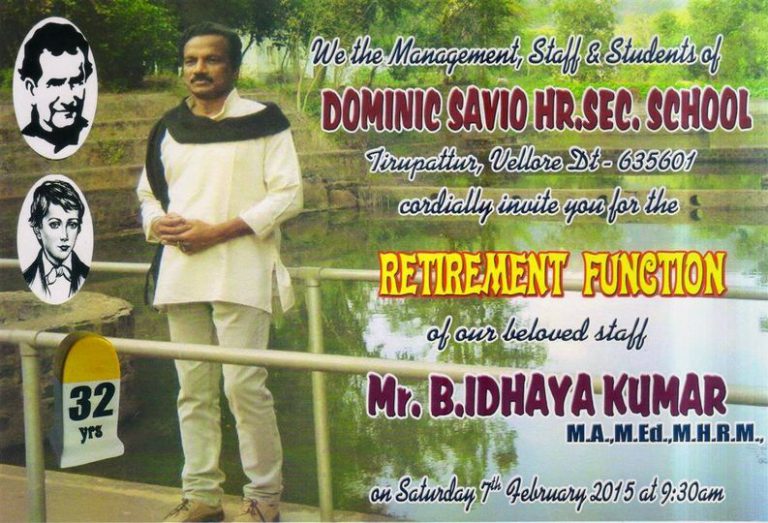 We the Management, Staff & Students of
DOMINIC SAVIO HR.SEC. SCHOOL
Tirupattur, Vellore Dt - 635601
cordially invite you for the
RETIREMENT FUNCTION
of our beloved staff
Mr. B.IDHAYA KUMAR
M.A.,M.Ed.,M.H.R.M.,
on Saturday 7th February 2015 at 9:30am
32
yrs